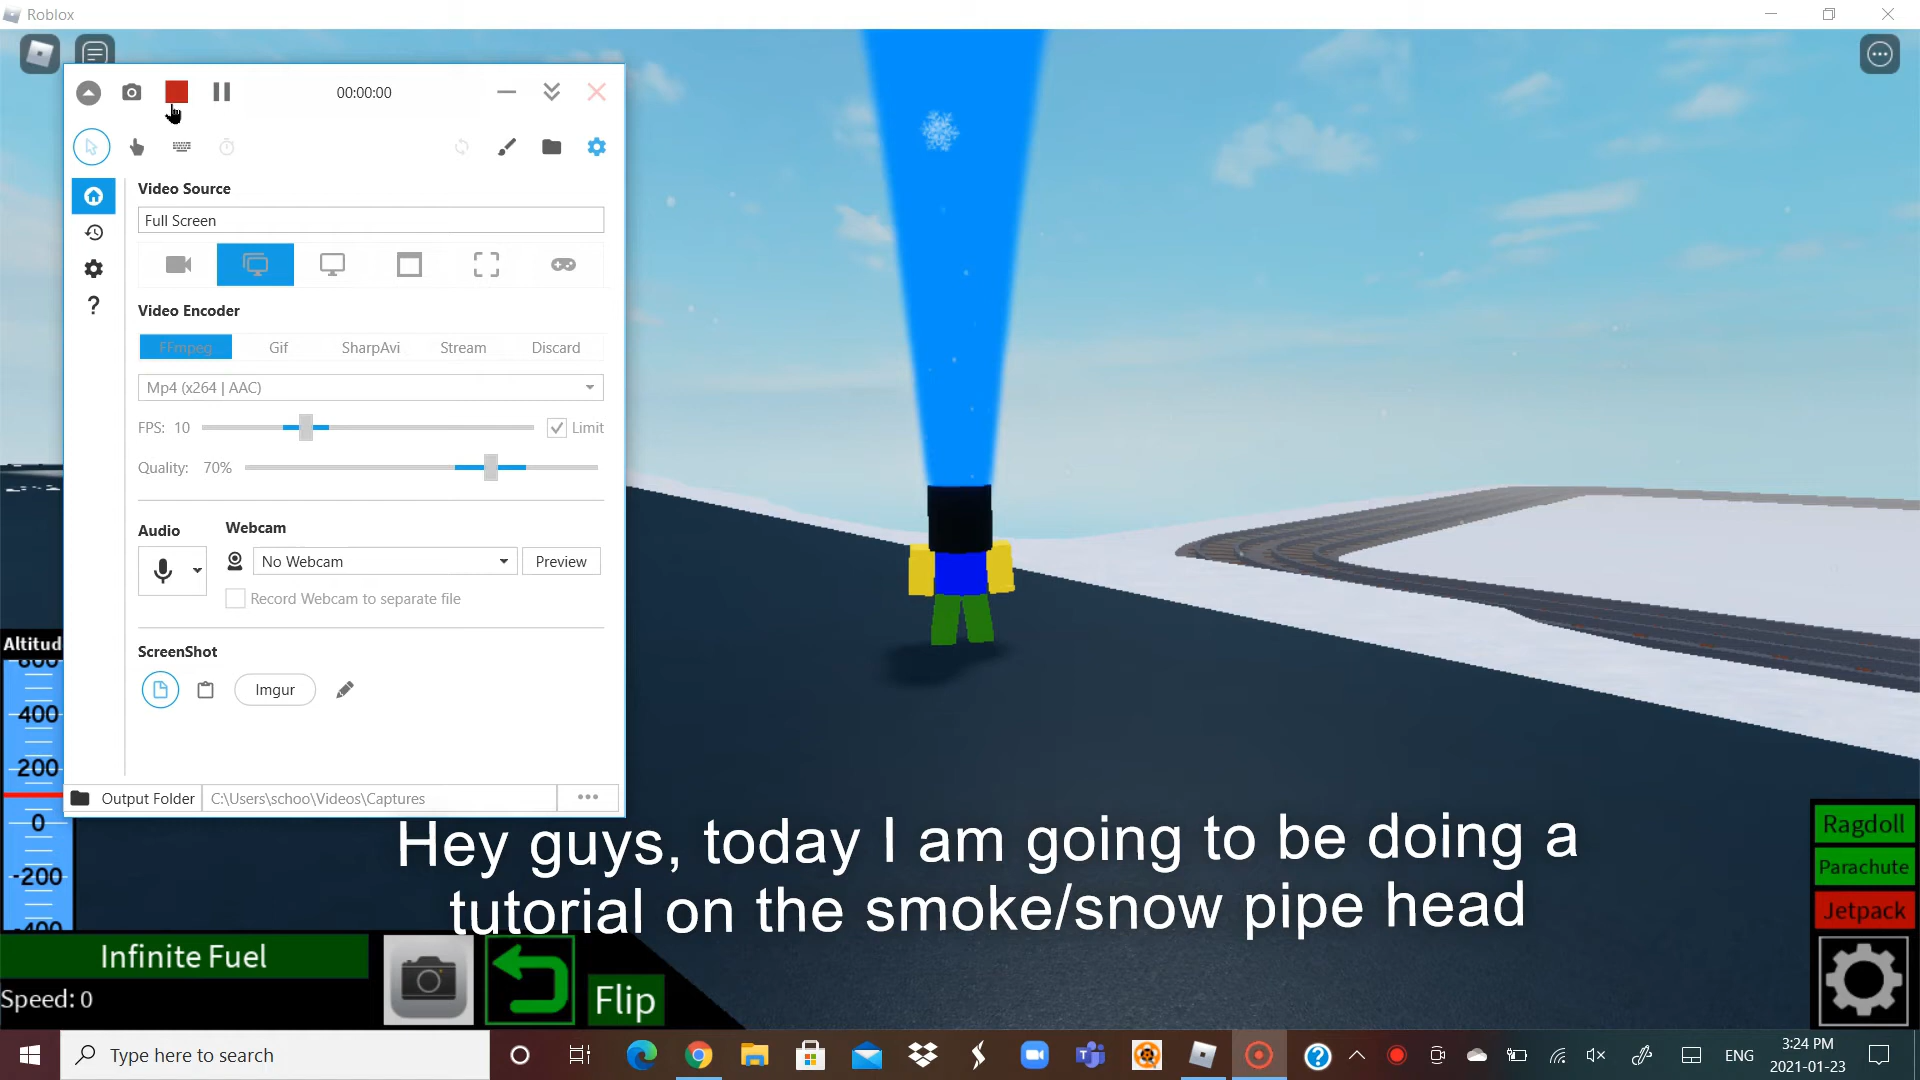 Roblox
00:00:00
Video Source
Full Screen
Video Encoder
FFmpeg Gif SharpAvi Stream Discard
Mp4 (x264 | AAC)
FPS: 10 Limit
Quality: 70%
Audio
Webcam
No Webcam
Preview
Record Webcam to separate file
ScreenShot
Imgur
Output Folder C:\Users\schoo\Videos\Captures
Altitud
600
400
200
0
-200
-400
Hey guys, today I am going to be doing a
tutorial on the smoke/snow pipe head
Ragdoll
Parachute
Jetpack
Infinite Fuel
Speed: 0
Flip
Type here to search
ENG
3:24 PM
2021-01-23